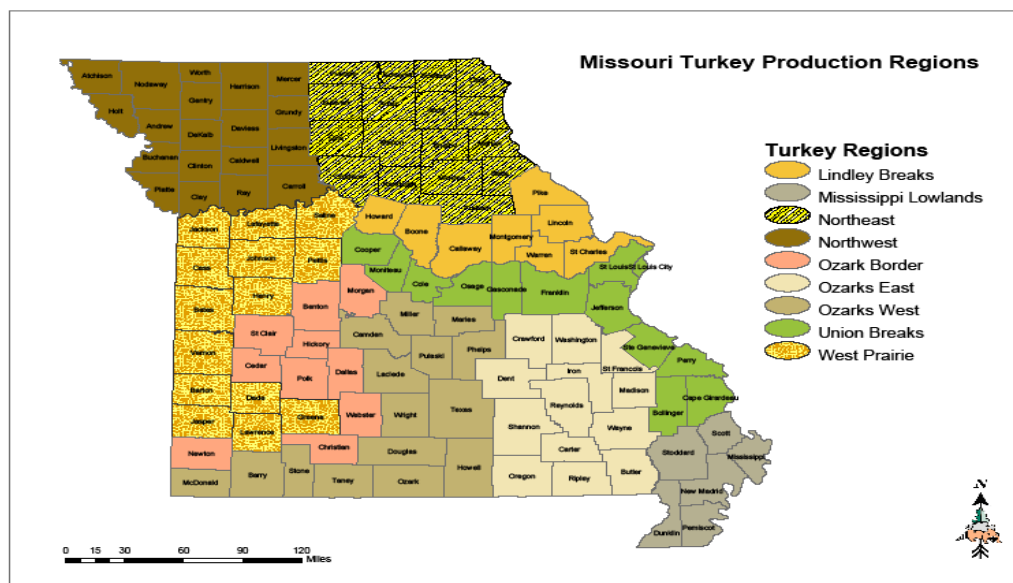 Missouri Turkey Production Regions
Turkey Regions
Lindley Breaks
Mississippi Lowlands
Northeast
Northwest
Ozark Border
Ozarks East
Ozarks West
Union Breaks
West Prairie
Atchison
Nodaway
Worth
Harrison
Mercer
Gentry
Holt
Grundy
Andrew
DeKalb
Daviess
Livingston
Buchanan
Clinton
Caldwell
Platte
Clay
Ray
Carroll
Pike
Jackson
Lafayette
Saline
Howard
Boone
Callaway
Montgomery
Lincoln
Warren
St Charles
Cass
Johnson
Pettis
Cooper
Moniteau
Cole
Osage
Gasconade
Franklin
St Louis
St Louis City
Jefferson
Bates
Henry
Benton
Morgan
Miller
Maries
St Clair
Hickory
Camden
Pulaski
Phelps
Crawford
Washington
Ste Genevieve
St Francois
Perry
Vernon
Cedar
Polk
Dallas
Laclede
Dent
Iron
Madison
Cape Girardeau
Bollinger
Barton
Dade
Greene
Webster
Wright
Texas
Reynolds
Shannon
Wayne
Jasper
Lawrence
Christian
Douglas
Howell
Carter
Butler
Stoddard
Scott
Mississippi
Newton
McDonald
Barry
Stone
Taney
Ozark
Oregon
Ripley
New Madrid
Dunklin
Pemiscot
N
0 15 30 60 90 120
Miles